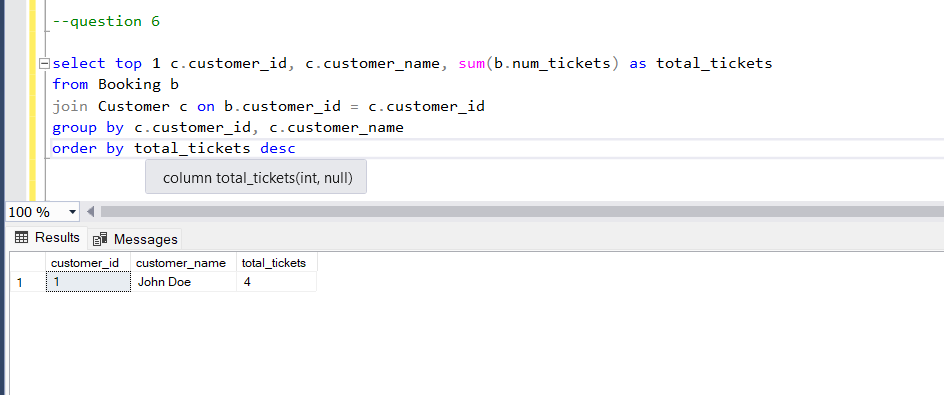 --question 6
select top 1 c.customer_id, c.customer_name, sum(b.num_tickets) as total_tickets
from Booking b
join Customer c on b.customer_id = c.customer_id
group by c.customer_id, c.customer_name
order by total_tickets desc
column total_tickets(int, null)
100 %
Results Messages
customer_id customer_name total_tickets
1 1 John Doe 4